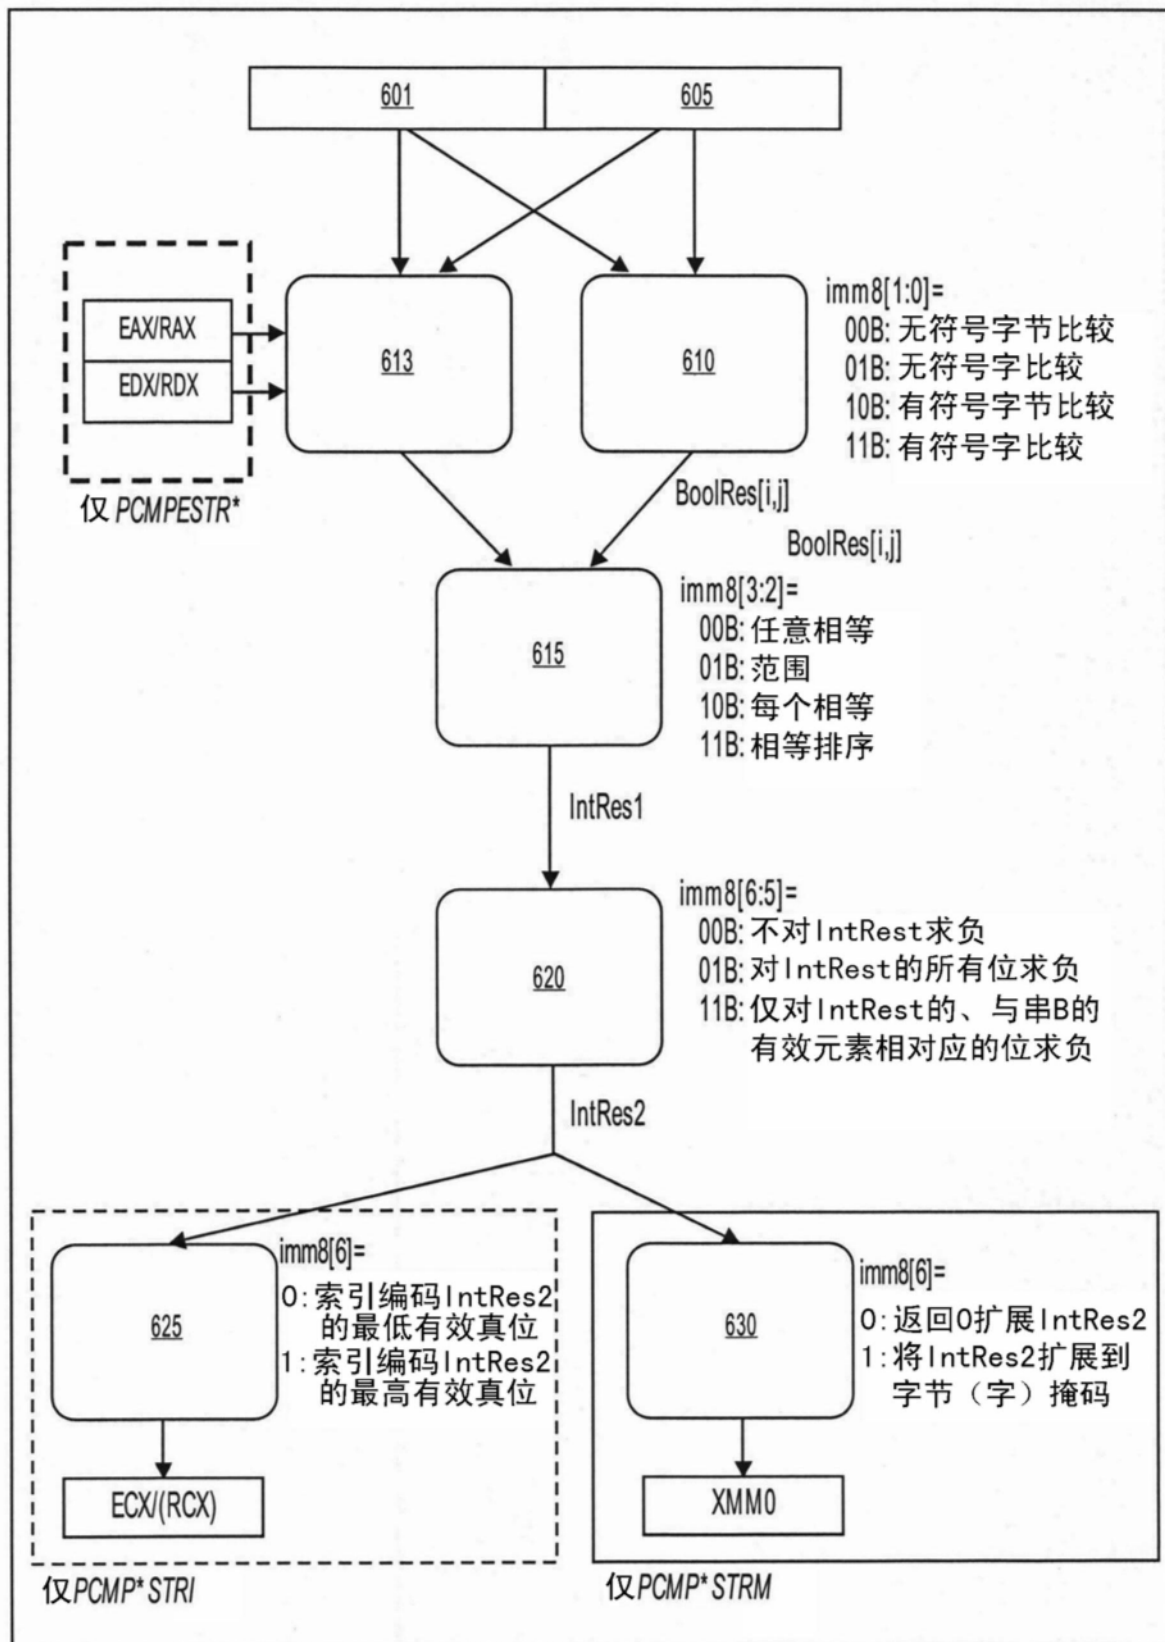 601
605
EAX/RAX
EDX/RDX
613
610
imm8[1:0]=
00B: 无符号字节比较
01B: 无符号字比较
10B: 有符号字节比较
11B: 有符号字比较
仅 PCMPESTR*
BoolRes[i,j]
BoolRes[i,j]
615
imm8[3:2]=
00B: 任意相等
01B: 范围
10B: 每个相等
11B: 相等排序
IntRes1
620
imm8[6:5]=
00B: 不对IntRest求负
01B: 对IntRest的所有位求负
11B: 仅对IntRest的、与串B的
有效元素相对应的位求负
IntRes2
625
imm8[6]=
0: 索引编码IntRes2
的最低有效真位
1: 索引编码IntRes2
的最高有效真位
ECX/(RCX)
仅PCMP*STRI
630
imm8[6]=
0: 返回0扩展IntRes2
1: 将IntRes2扩展到
字节（字）掩码
XMM0
仅PCMP*STRM